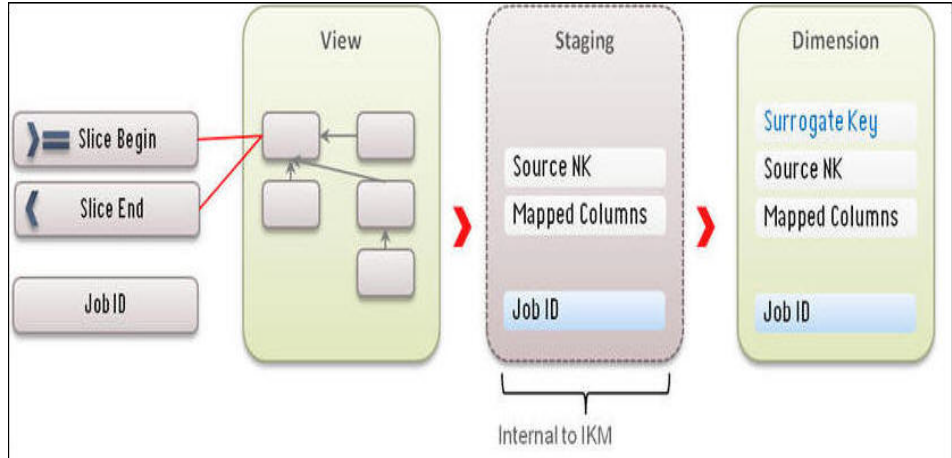 View
Staging
Dimension
>= Slice Begin
< Slice End
Job ID
Source NK
Mapped Columns
Job ID
Surrogate Key
Source NK
Mapped Columns
Job ID
Internal to IKM